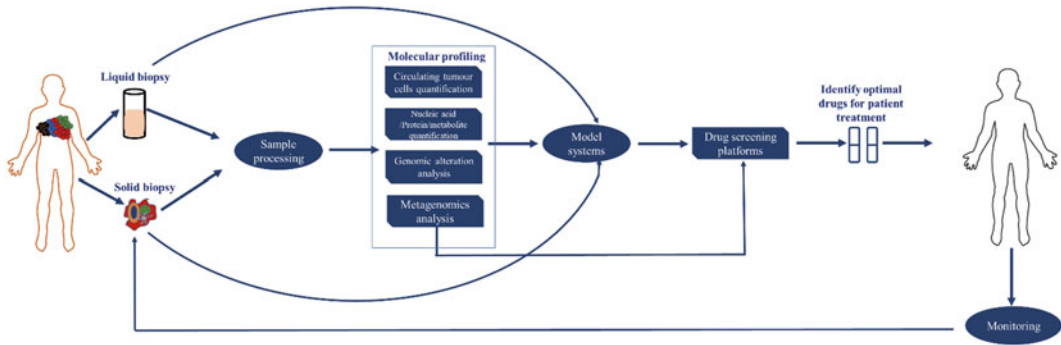 Liquid biopsy
Solid biopsy
Sample
processing
Molecular profiling
Circulating tumour
cells quantification
Nucleic acid
/Protein/metabolite
quantification
Genomic alteration
analysis
Metagenomics
analysis
Model
systems
Drug screening
platforms
Identify optimal
drugs for patient
treatment
Monitoring